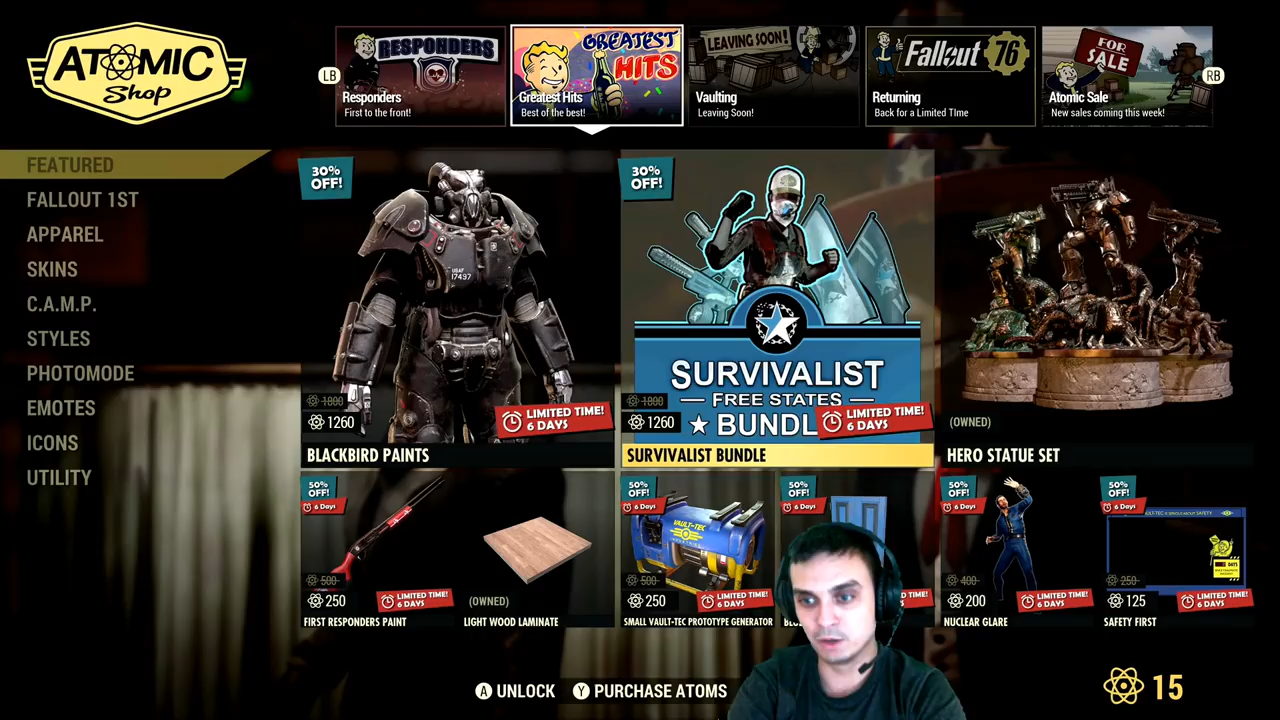 ATOMIC
Shop
LB
RESPONDERS
Responders
First to the front!
GREATEST
HITS
Greatest Hits
Best of the best!
LEAVING SOON!
Vaulting
Leaving Soon!
Fallout 76
Returning
Back for a Limited TIme
FOR
SALE
Atomic Sale
New sales coming this week!
RB
FEATURED
FALLOUT 1ST
APPAREL
SKINS
C.A.M.P.
STYLES
PHOTOMODE
EMOTES
ICONS
UTILITY
30%
OFF!
USAF
17497
1800
1260
LIMITED TIME!
6 DAYS
BLACKBIRD PAINTS
30%
OFF!
SURVIVALIST
FREE STATES
BUNDL
1800
1260
LIMITED TIME!
6 DAYS
SURVIVALIST BUNDLE
(OWNED)
HERO STATUE SET
50%
OFF!
6 Days
500
250
LIMITED TIME!
6 DAYS
FIRST RESPONDERS PAINT
(OWNED)
LIGHT WOOD LAMINATE
50%
OFF!
6 Days
VAULT-TEC
500
250
LIMITED TIME!
6 DAYS
SMALL VAULT-TEC PROTOTYPE GENERATOR
50%
OFF!
6 Days
50%
OFF!
6 Days
400
200
LIMITED TIME!
6 DAYS
NUCLEAR GLARE
50%
OFF!
6 Days
250
125
LIMITED TIME!
6 DAYS
SAFETY FIRST
A UNLOCK
Y PURCHASE ATOMS
15